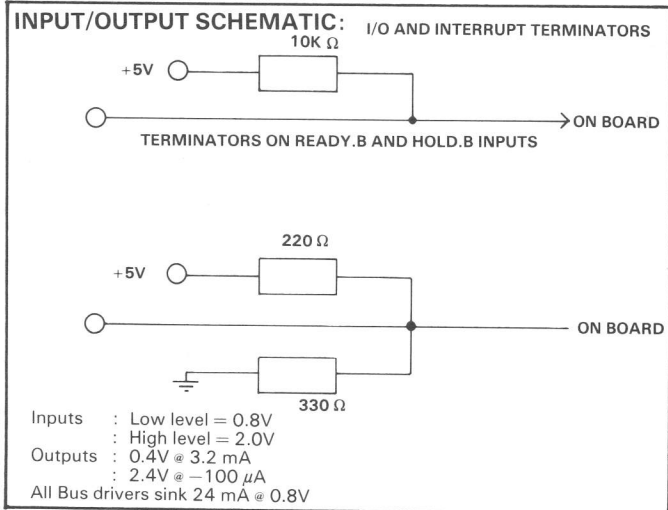 INPUT/OUTPUT SCHEMATIC: I/O AND INTERRUPT TERMINATORS
10K Ω
+5V
ON BOARD
TERMINATORS ON READY.B AND HOLD.B INPUTS
220 Ω
+5V
ON BOARD
330 Ω
Inputs : Low level = 0.8V
: High level = 2.0V
Outputs : 0.4V @ 3.2 mA
: 2.4V @ −100 µA
All Bus drivers sink 24 mA @ 0.8V